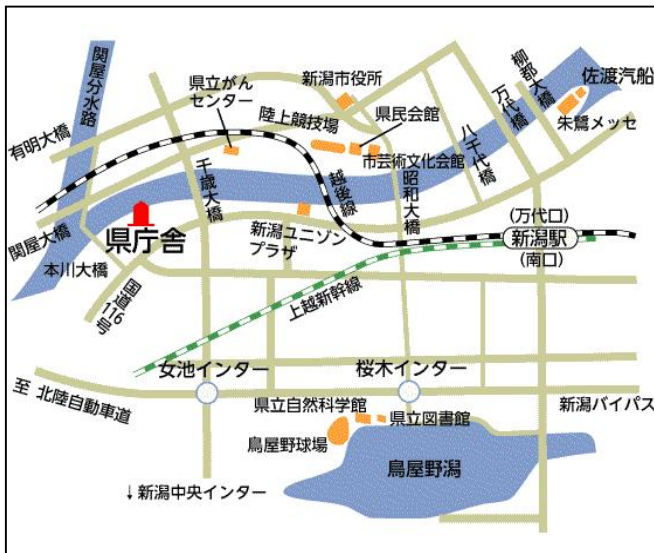 関屋分水路
有明大橋
県立がん
センター
新潟市役所
陸上競技場
県民会館
市芸術文化会館
八千代橋
万代橋
柳都大橋
佐渡汽船
朱鷺メッセ
千歳大橋
越後線
昭和大橋
関屋大橋
県庁舎
新潟ユニゾン
プラザ
(万代口)
新潟駅
(南口)
本川大橋
国道116号
上越新幹線
女池インター
桜木インター
至 北陸自動車道
新潟バイパス
県立自然科学館
県立図書館
鳥屋野球場
鳥屋野潟
↓新潟中央インター